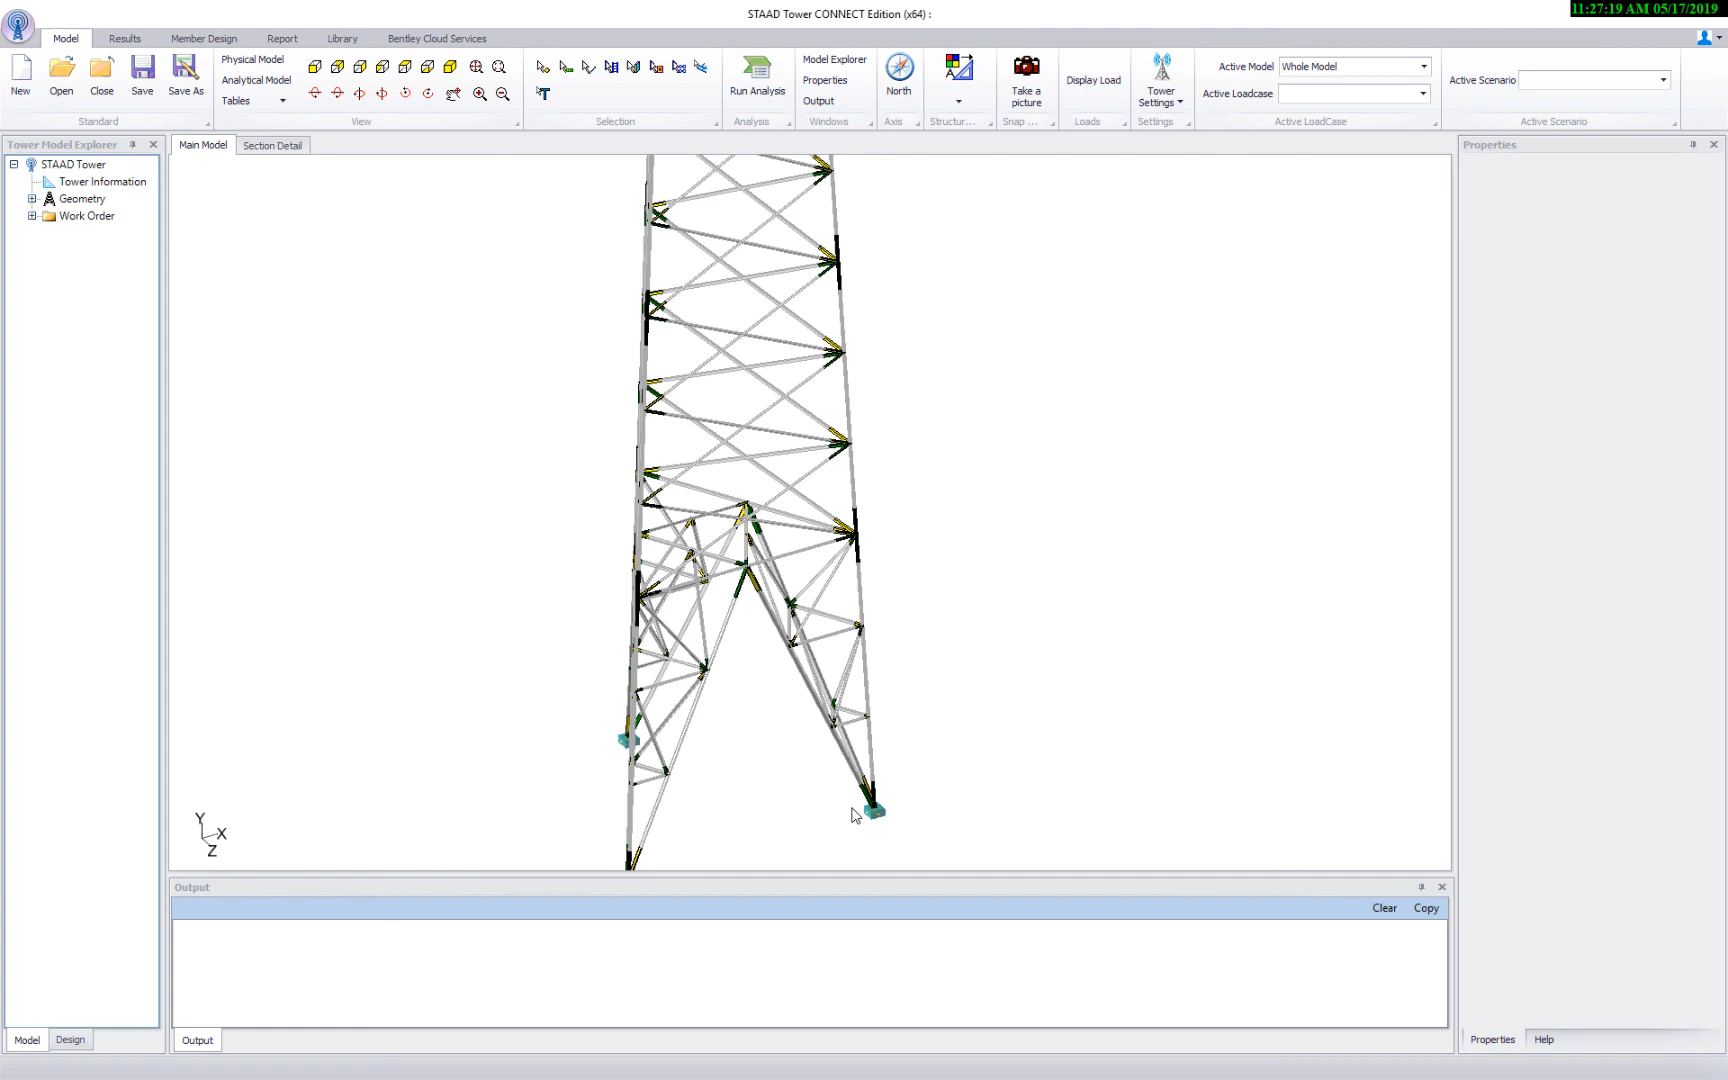 STAAD Tower CONNECT Edition (x64) :
11:27:19 AM 05/17/2019
Model
Results
Member Design
Report
Library
Bentley Cloud Services
New
Open
Close
Save
Save As
Standard
Physical Model
Analytical Model
Tables
View
Selection
Run Analysis
Analysis
Model Explorer
Properties
Output
Windows
North
Axis
Structur...
Take a
picture
Snap ...
Display Load
Loads
Tower
Settings
Settings
Active Model
Whole Model
Active Loadcase
Active LoadCase
Active Scenario
Active Scenario
Tower Model Explorer
STAAD Tower
Tower Information
Geometry
Work Order
Main Model
Section Detail
Y
X
Z
Properties
Output
Clear
Copy
Model
Design
Output
Properties
Help